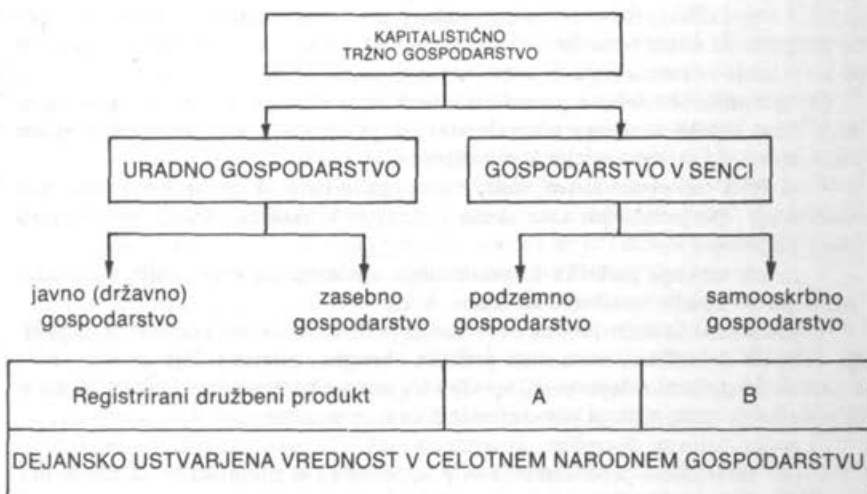 KAPITALISTIČNO
TRŽNO GOSPODARSTVO
URADNO GOSPODARSTVO
GOSPODARSTVO V SENCI
javno (državno)
gospodarstvo
zasebno
gospodarstvo
podzemno
gospodarstvo
samooskrbno
gospodarstvo
Registrirani družbeni produkt
A
B
DEJANSKO USTVARJENA VREDNOST V CELOTNEM NARODNEM GOSPODARSTVU